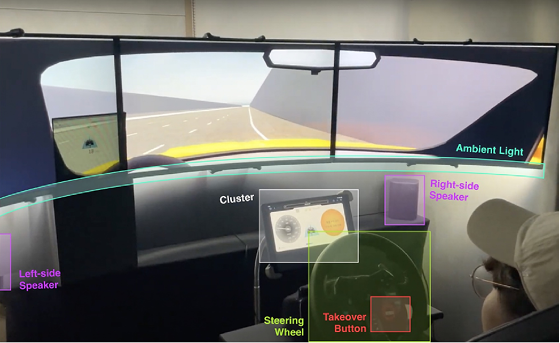 Ambient Light
Right-side
Speaker
Cluster
Left-side
Speaker
Takeover
Button
Steering
Wheel